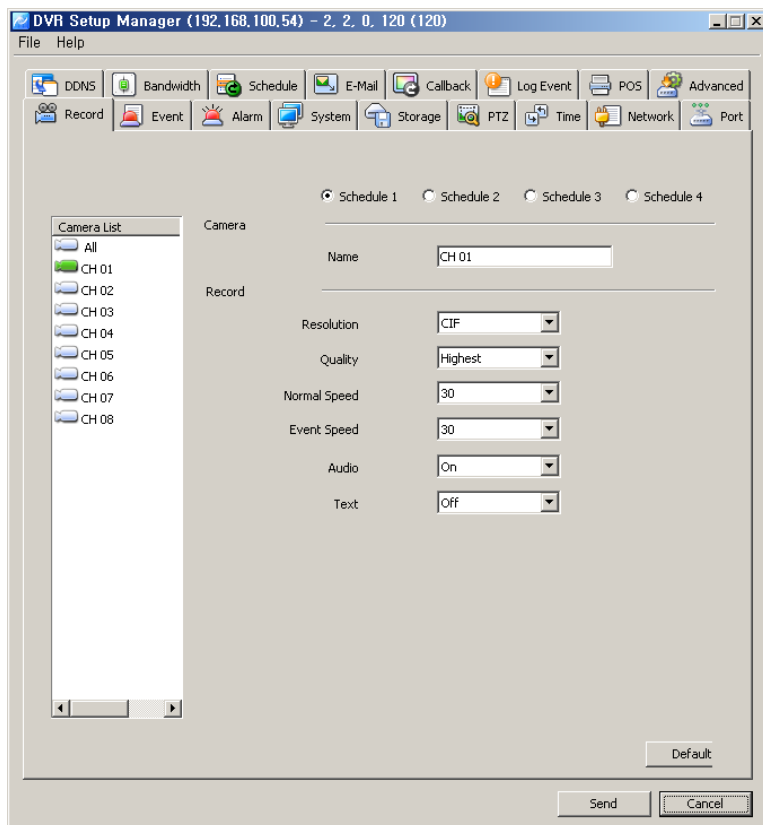 DVR Setup Manager (192,168,100,54) - 2, 2, 0, 120 (120)
File Help
DDNS Bandwidth Schedule E-Mail Callback Log Event POS Advanced
Record Event Alarm System Storage PTZ Time Network Port
Schedule 1 Schedule 2 Schedule 3 Schedule 4
Camera List
All
CH 01
CH 02
CH 03
CH 04
CH 05
CH 06
CH 07
CH 08
Camera
Name CH 01
Record
Resolution CIF
Quality Highest
Normal Speed 30
Event Speed 30
Audio On
Text Off
Default
Send Cancel